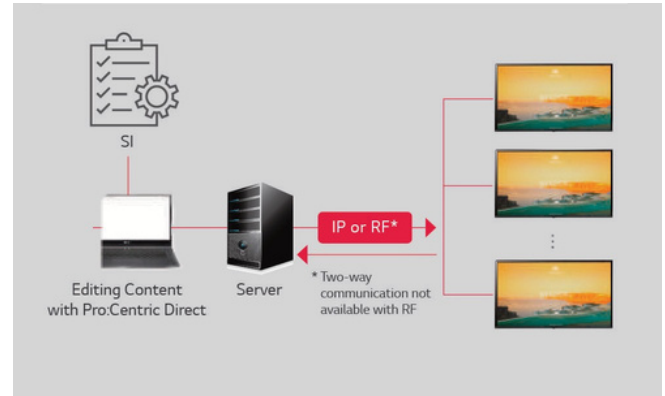 SI
Editing Content
with Pro:Centric Direct
Server
IP or RF*
* Two-way
communication not
available with RF